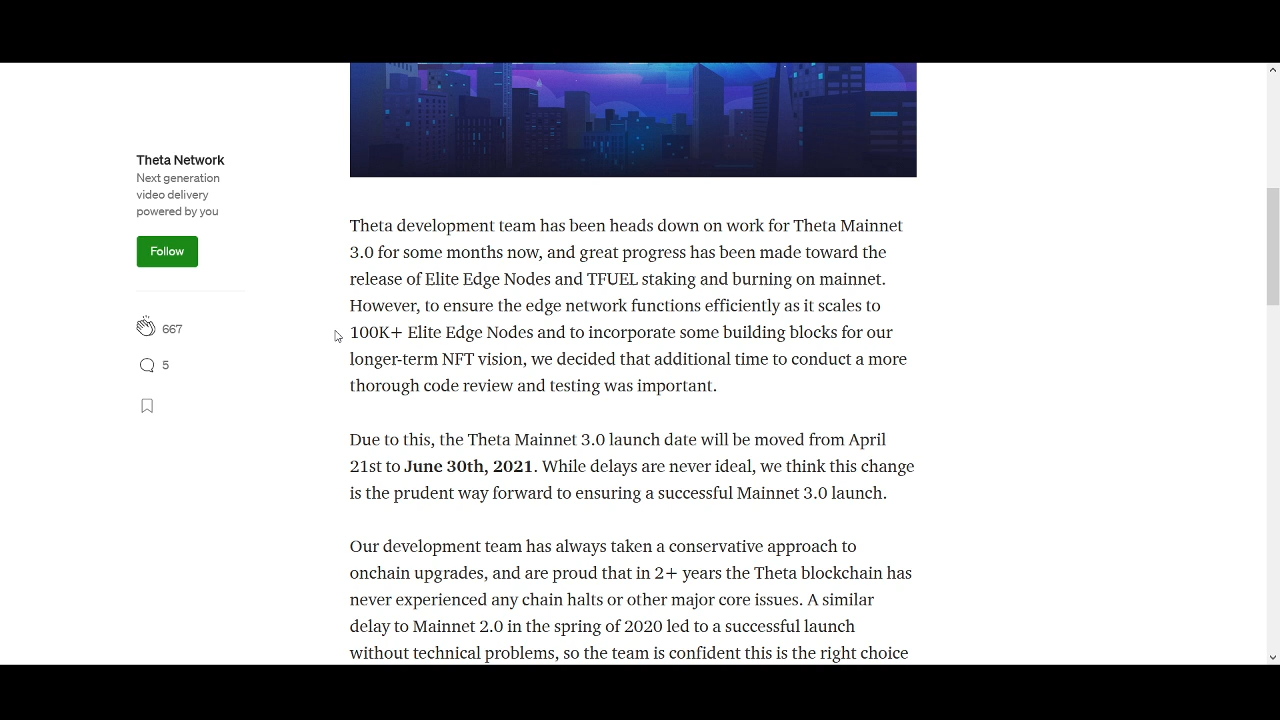 Theta Network
Next generation
video delivery
powered by you
Follow
667
5
Theta development team has been heads down on work for Theta Mainnet
3.0 for some months now, and great progress has been made toward the
release of Elite Edge Nodes and TFUEL staking and burning on mainnet.
However, to ensure the edge network functions efficiently as it scales to
100K+ Elite Edge Nodes and to incorporate some building blocks for our
longer-term NFT vision, we decided that additional time to conduct a more
thorough code review and testing was important.
Due to this, the Theta Mainnet 3.0 launch date will be moved from April
21st to June 30th, 2021. While delays are never ideal, we think this change
is the prudent way forward to ensuring a successful Mainnet 3.0 launch.
Our development team has always taken a conservative approach to
onchain upgrades, and are proud that in 2+ years the Theta blockchain has
never experienced any chain halts or other major core issues. A similar
delay to Mainnet 2.0 in the spring of 2020 led to a successful launch
without technical problems, so the team is confident this is the right choice